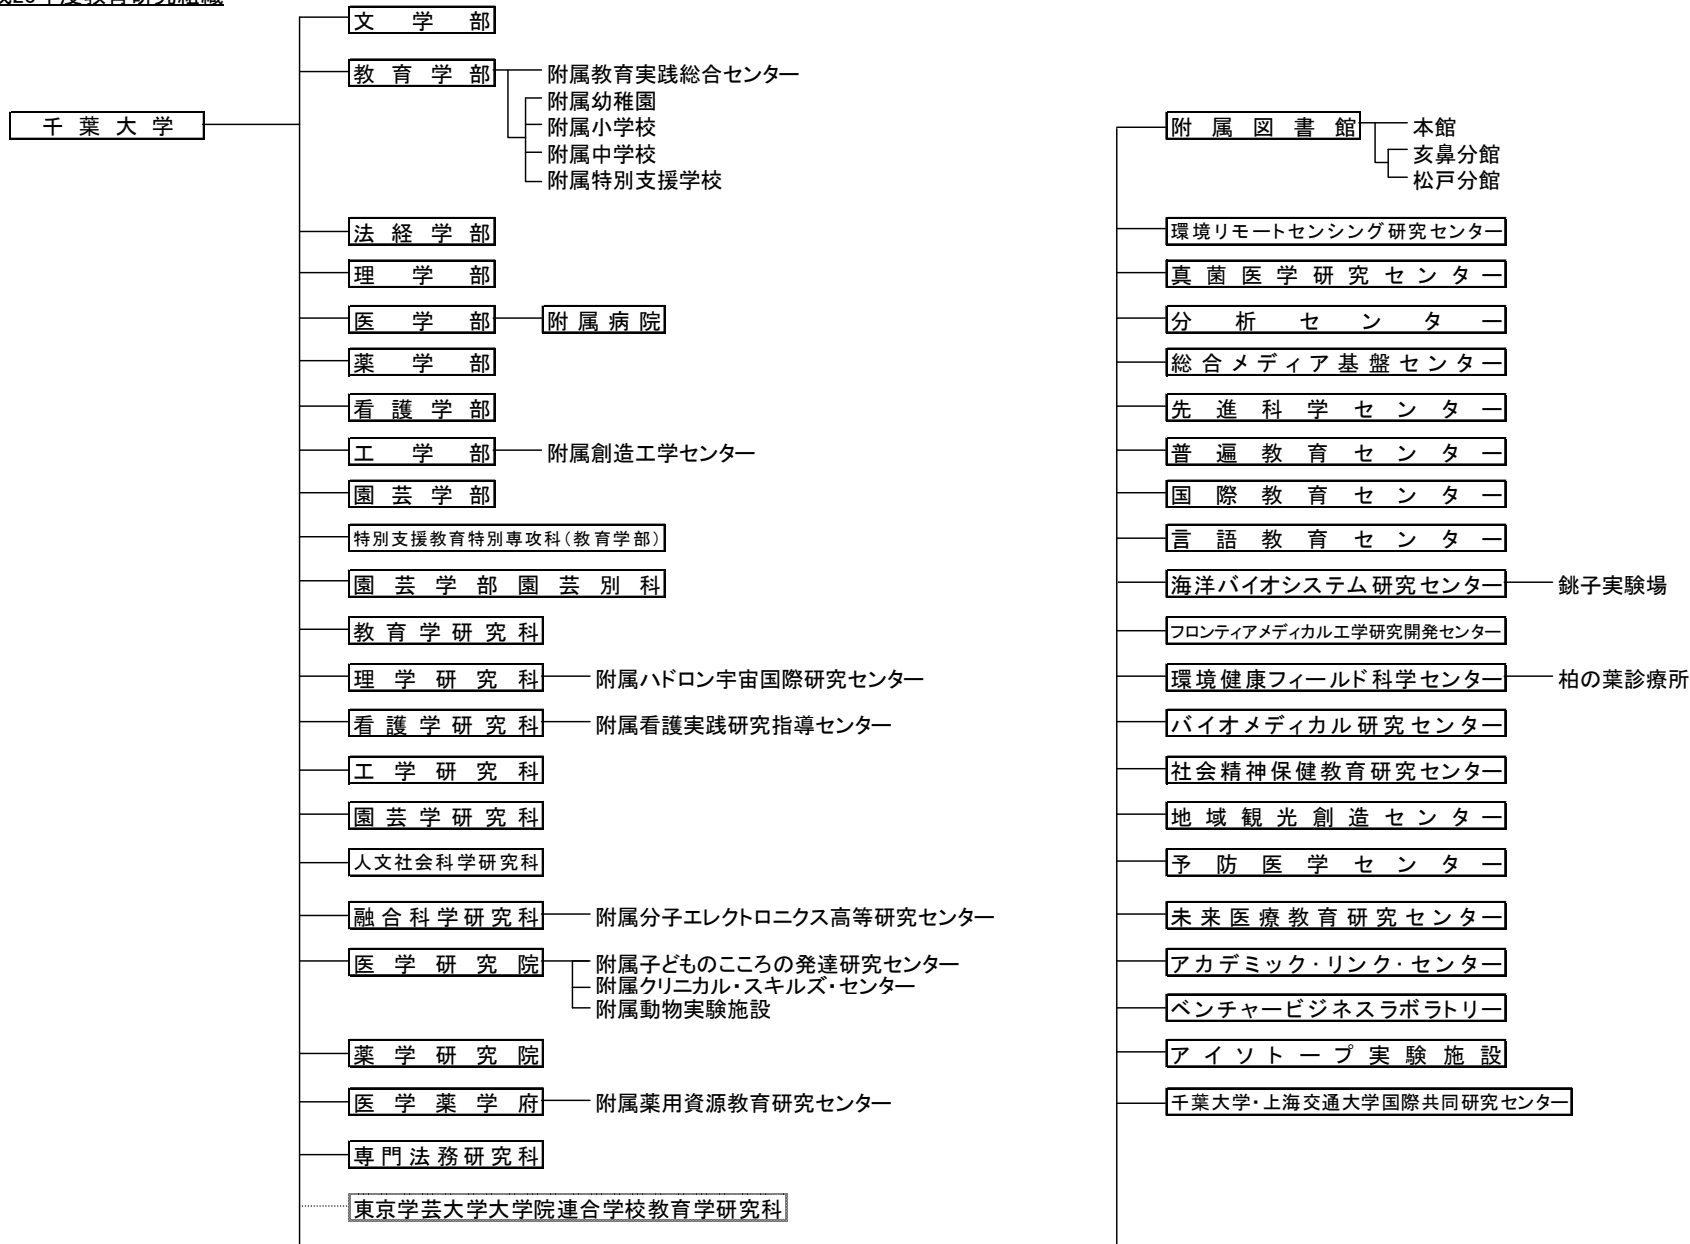 千葉大学
文学部
教育学部
附属教育実践総合センター
附属幼稚園
附属小学校
附属中学校
附属特別支援学校
法経学部
理学部
医学部
附属病院
薬学部
看護学部
工学部
附属創造工学センター
園芸学部
特別支援教育特別専攻科(教育学部)
園芸学部園芸別科
教育学研究科
理学研究科
附属ハドロン宇宙国際研究センター
看護学研究科
附属看護実践研究指導センター
工学研究科
園芸学研究科
人文社会科学研究科
融合科学研究科
附属分子エレクトロニクス高等研究センター
医学研究院
附属子どものこころの発達研究センター
附属クリニカル・スキルズ・センター
附属動物実験施設
薬学研究院
医学薬学府
附属薬用資源教育研究センター
専門法務研究科
東京学芸大学大学院連合学校教育学研究科
附属図書館
本館
亥鼻分館
松戸分館
環境リモートセンシング研究センター
真菌医学研究センター
分析センター
総合メディア基盤センター
先進科学センター
普遍教育センター
国際教育センター
言語教育センター
海洋バイオシステム研究センター
銚子実験場
フロンティアメディカル工学研究開発センター
環境健康フィールド科学センター
柏の葉診療所
バイオメディカル研究センター
社会精神保健教育研究センター
地域観光創造センター
予防医学センター
未来医療教育研究センター
アカデミック・リンク・センター
ベンチャービジネスラボラトリー
アイソトープ実験施設
千葉大学・上海交通大学国際共同研究センター